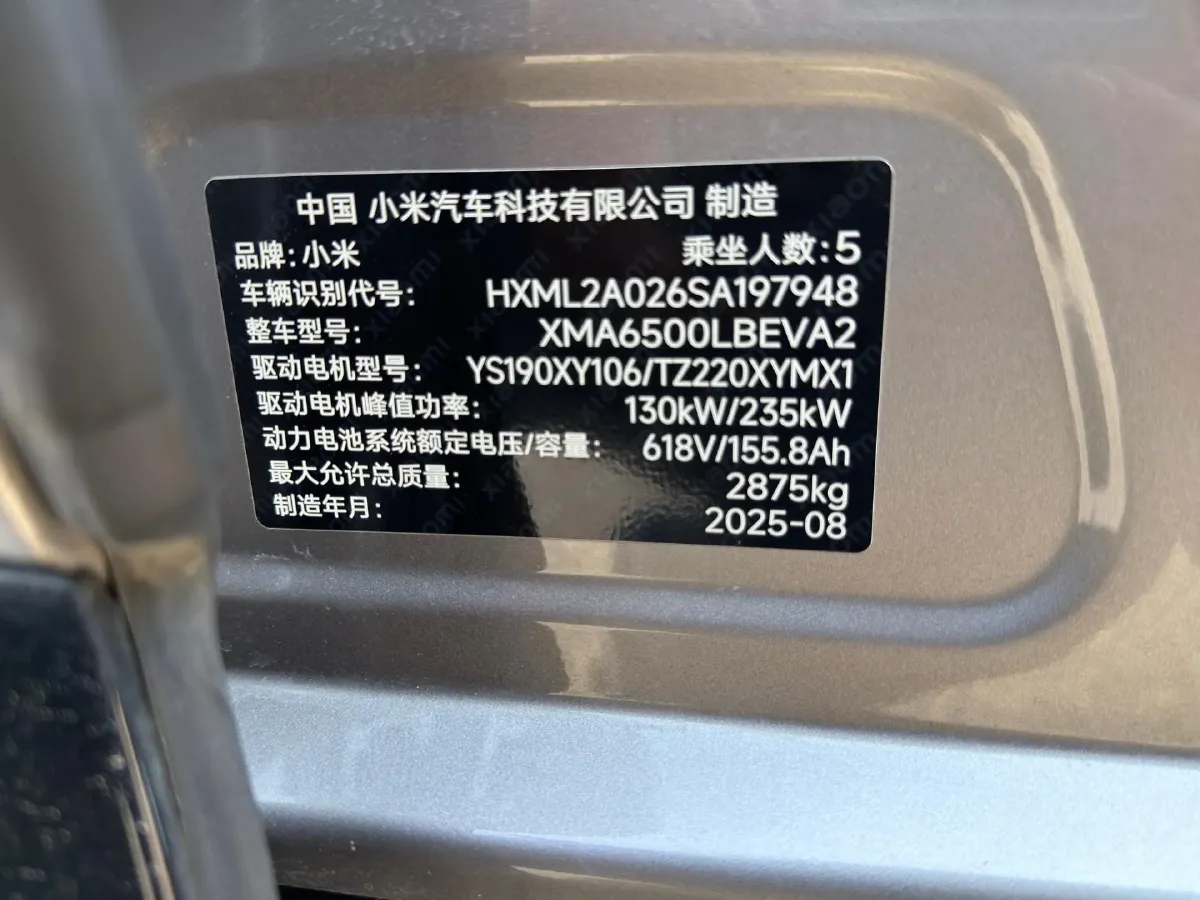 中国 小米汽车科技有限公司 制造
品牌:小米 乘坐人数:5
车辆识别代号: HXML2A026SA197948
整车型号: XMA6500LBEVA2
驱动电机型号: YS190XY106/TZ220XYMX1
驱动电机峰值功率: 130kW/235kW
动力电池系统额定电压/容量: 618V/155.8Ah
最大允许总质量: 2875kg
制造年月: 2025-08